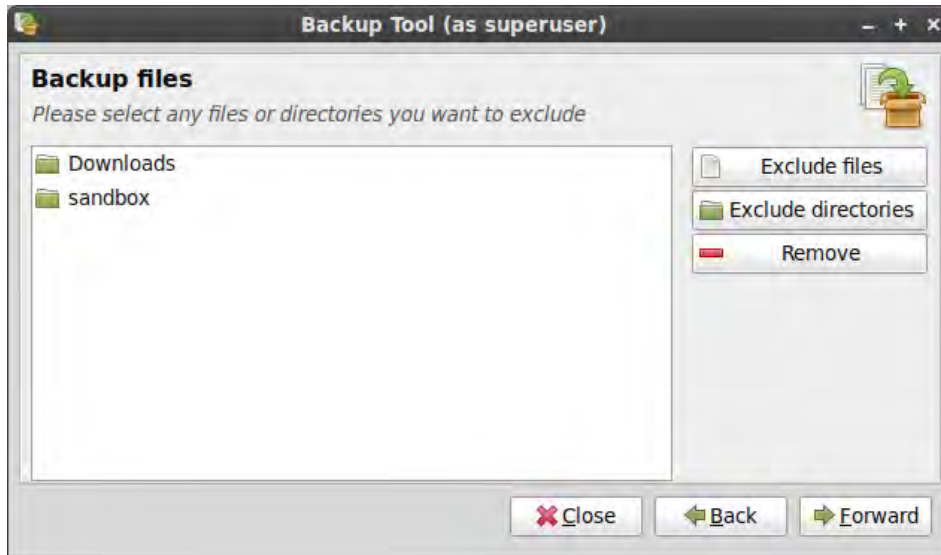 Backup Tool (as superuser)
Backup files
Please select any files or directories you want to exclude
Downloads
sandbox
Exclude files
Exclude directories
Remove
Close
Back
Forward